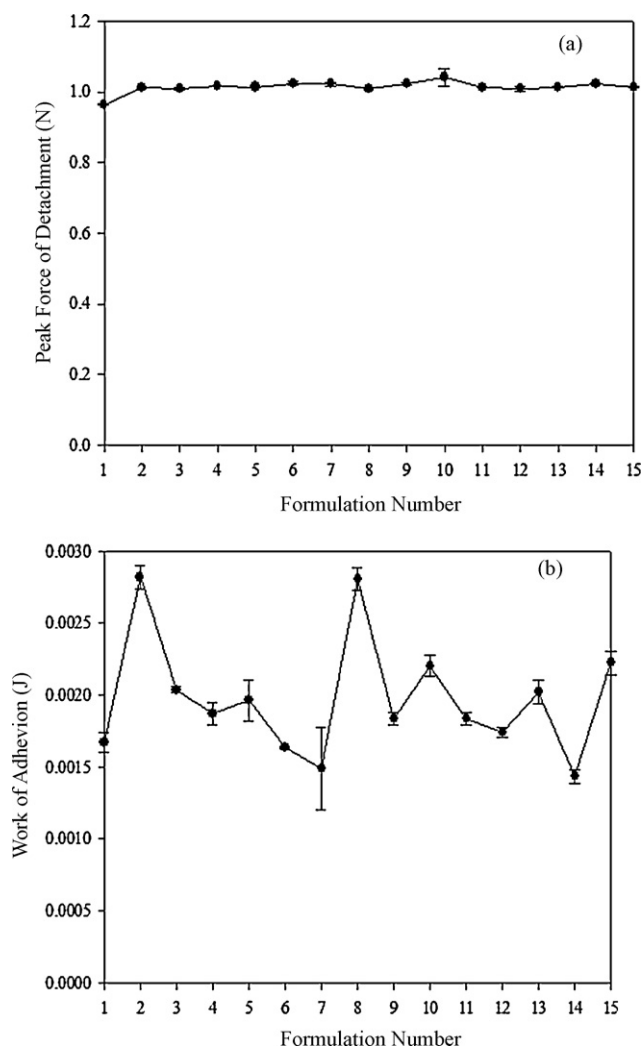 (a)
Peak Force of Detachment (N)
1.2
1.0
0.8
0.6
0.4
0.2
0.0
1 2 3 4 5 6 7 8 9 10 11 12 13 14 15
Formulation Number
(b)
Work of Adhevion (J)
0.0030
0.0025
0.0020
0.0015
0.0010
0.0005
0.0000
1 2 3 4 5 6 7 8 9 10 11 12 13 14 15
Formulation Number